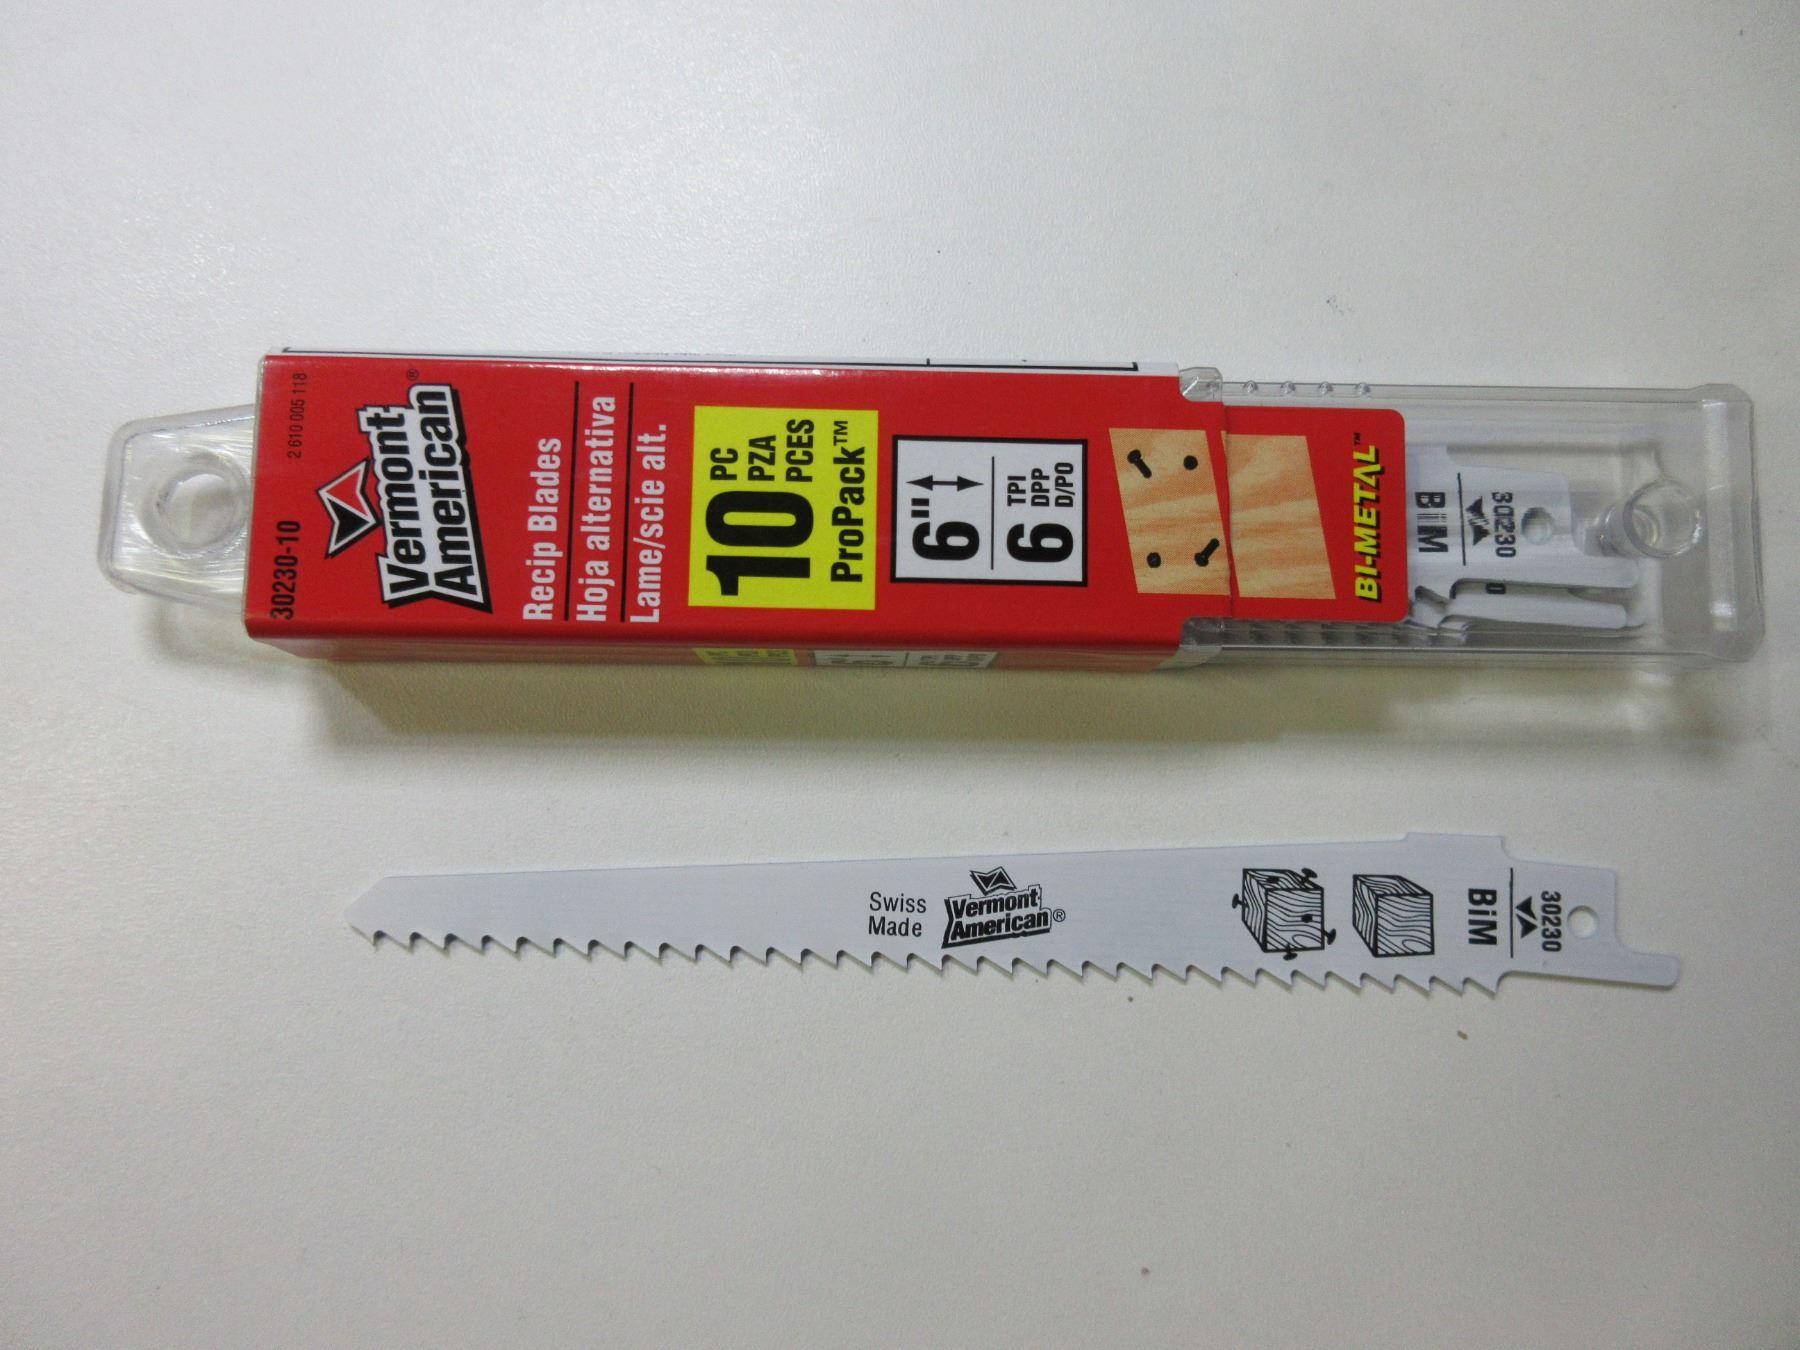 30230-10
2 610 005 118
Vermont
American®
Recip Blades
Hoja alternativa
Lame/scie alt.
10 PC
PZA
PCES
ProPack™
6"
6 TPI
DPP
D/PO
BI-METAL™
BiM
30230
0
Swiss
Made
Vermont
American®
BiM
30230